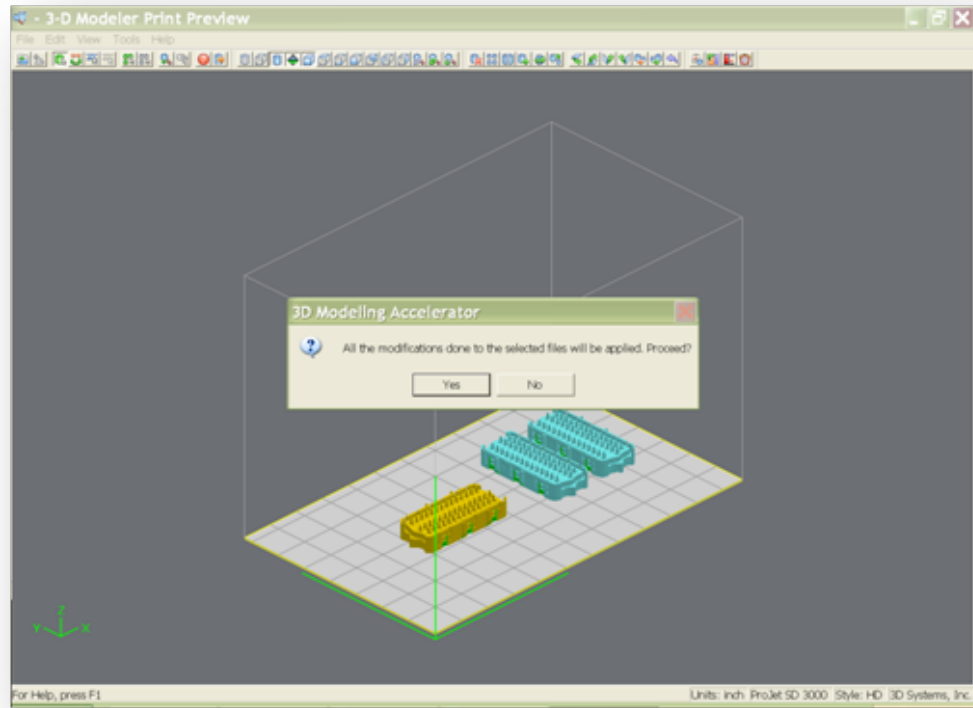 - 3-D Modeler Print Preview
File Edit View Tools Help
3D Modeling Accelerator
All the modifications done to the selected files will be applied. Proceed?
Yes No
Z
Y X
For Help, press F1 Units: inch ProJet SD 3000 Style: HD 3D Systems, Inc.